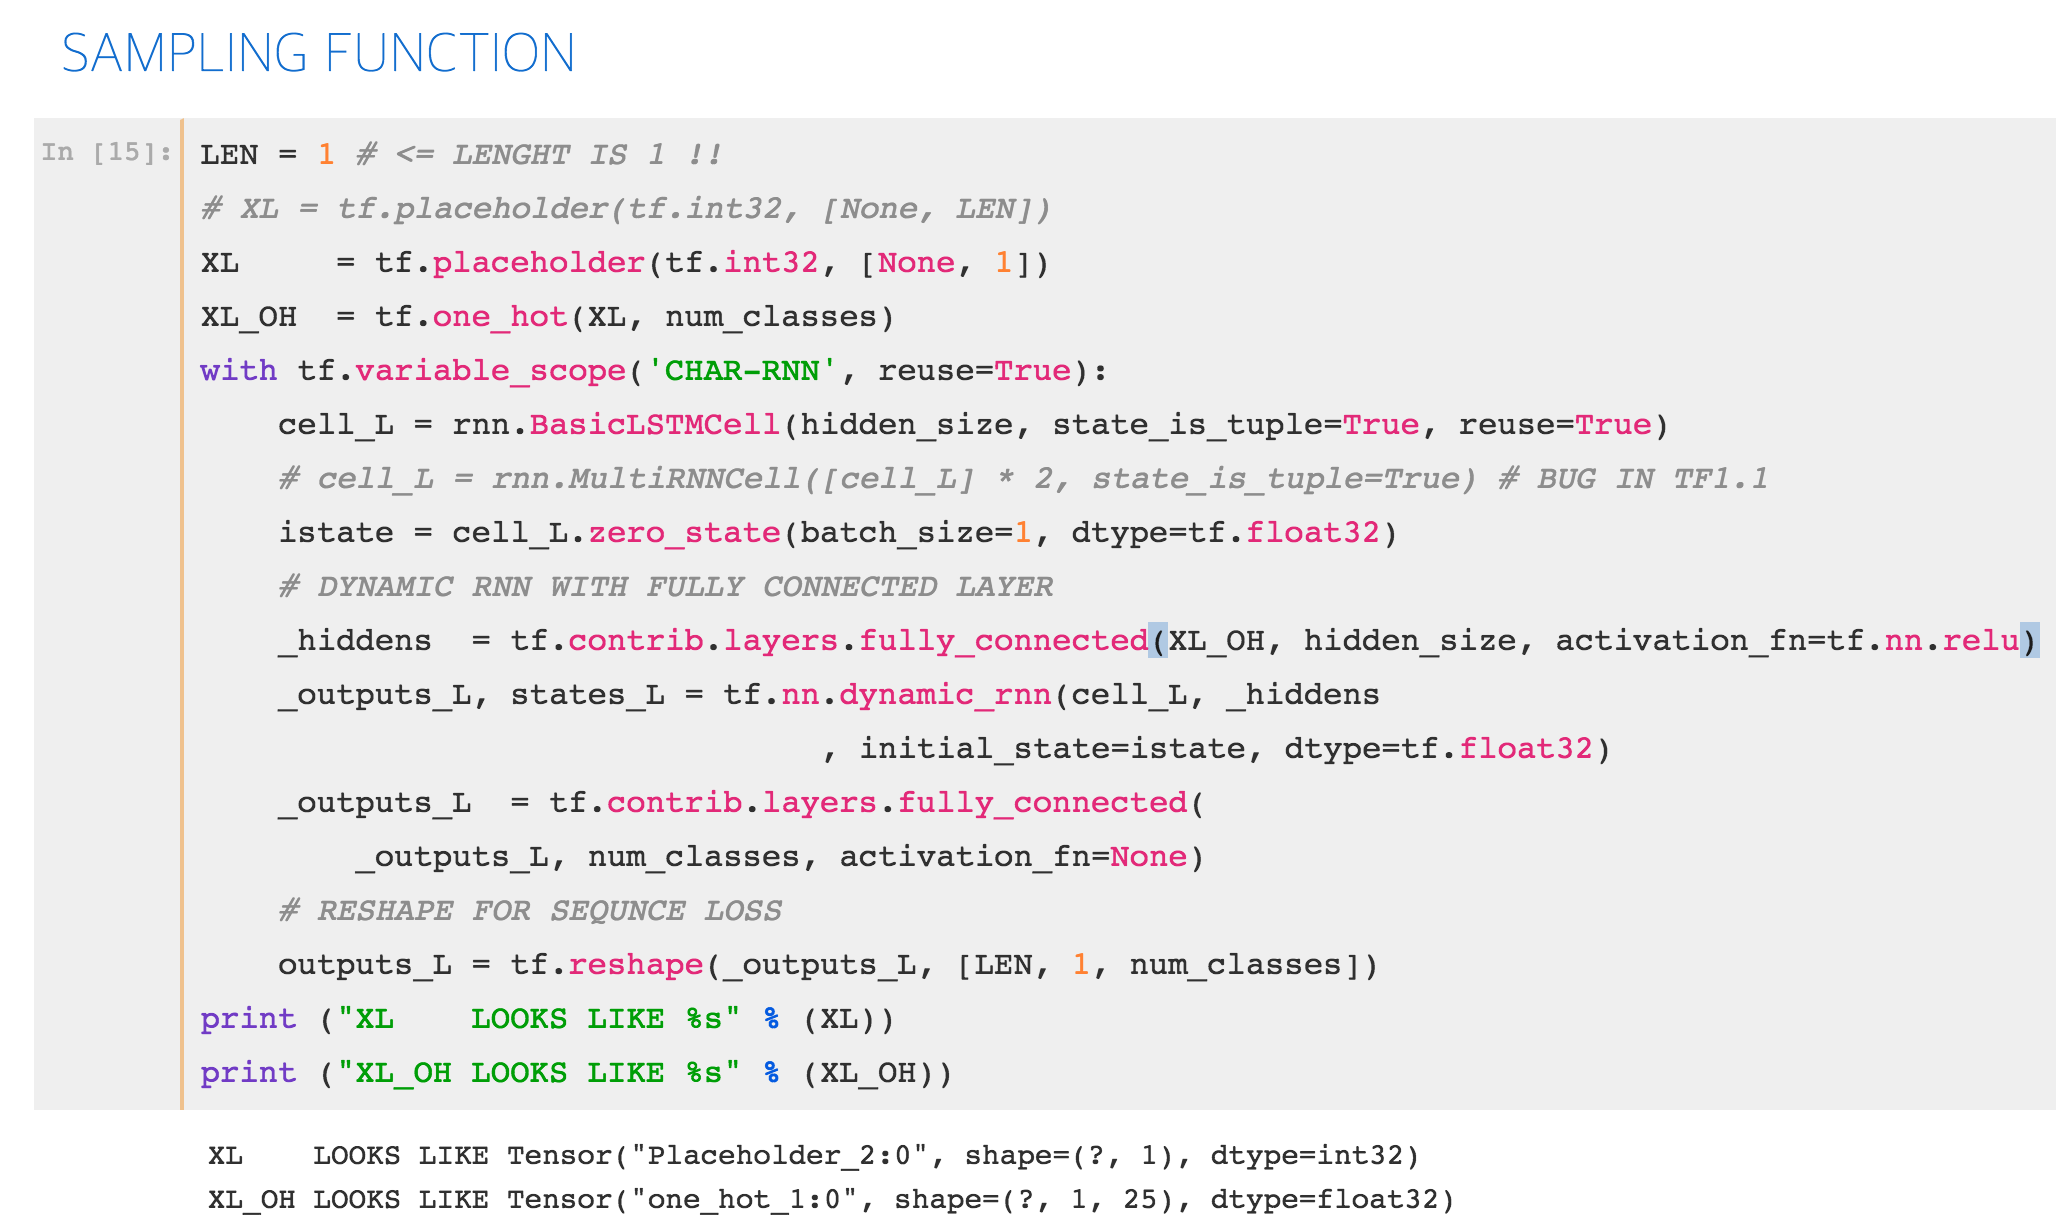 SAMPLING FUNCTION
In [15]:
LEN = 1 # <= LENGHT IS 1 !!
# XL = tf.placeholder(tf.int32, [None, LEN])
XL     = tf.placeholder(tf.int32, [None, 1])
XL_OH  = tf.one_hot(XL, num_classes)
with tf.variable_scope('CHAR-RNN', reuse=True):
    cell_L = rnn.BasicLSTMCell(hidden_size, state_is_tuple=True, reuse=True)
    # cell_L = rnn.MultiRNNCell([cell_L] * 2, state_is_tuple=True) # BUG IN TF1.1
    istate = cell_L.zero_state(batch_size=1, dtype=tf.float32)
    # DYNAMIC RNN WITH FULLY CONNECTED LAYER
    _hiddens  = tf.contrib.layers.fully_connected(XL_OH, hidden_size, activation_fn=tf.nn.relu)
    _outputs_L, states_L = tf.nn.dynamic_rnn(cell_L, _hiddens
                                , initial_state=istate, dtype=tf.float32)
    _outputs_L  = tf.contrib.layers.fully_connected(
        _outputs_L, num_classes, activation_fn=None)
    # RESHAPE FOR SEQUNCE LOSS
    outputs_L = tf.reshape(_outputs_L, [LEN, 1, num_classes])
print ("XL    LOOKS LIKE %s" % (XL))
print ("XL_OH LOOKS LIKE %s" % (XL_OH))
XL    LOOKS LIKE Tensor("Placeholder_2:0", shape=(?, 1), dtype=int32)
XL_OH LOOKS LIKE Tensor("one_hot_1:0", shape=(?, 1, 25), dtype=float32)